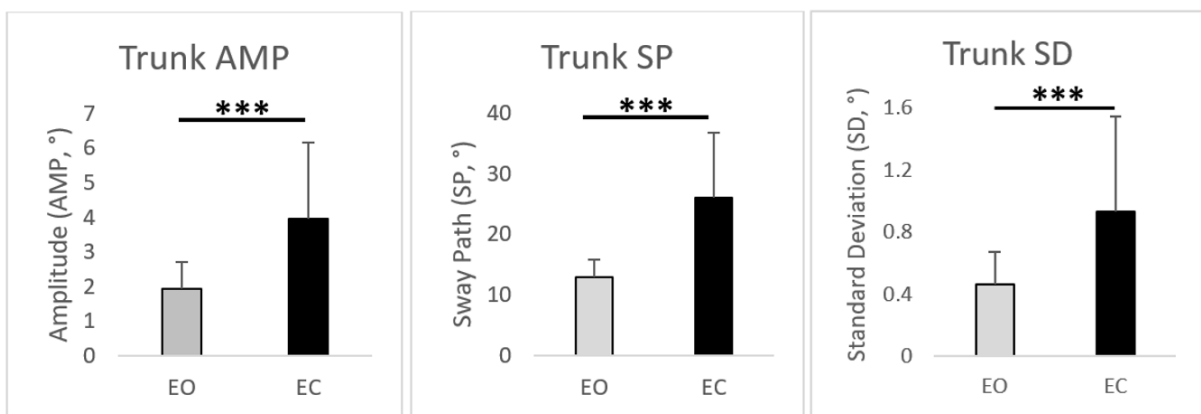 Trunk AMP
***
Amplitude (AMP, °)
7
6
5
4
3
2
1
0
EO EC
Trunk SP
***
Sway Path (SP, °)
40
30
20
10
0
EO EC
Trunk SD
***
Standard Deviation (SD, °)
1.6
1.2
0.8
0.4
0
EO EC